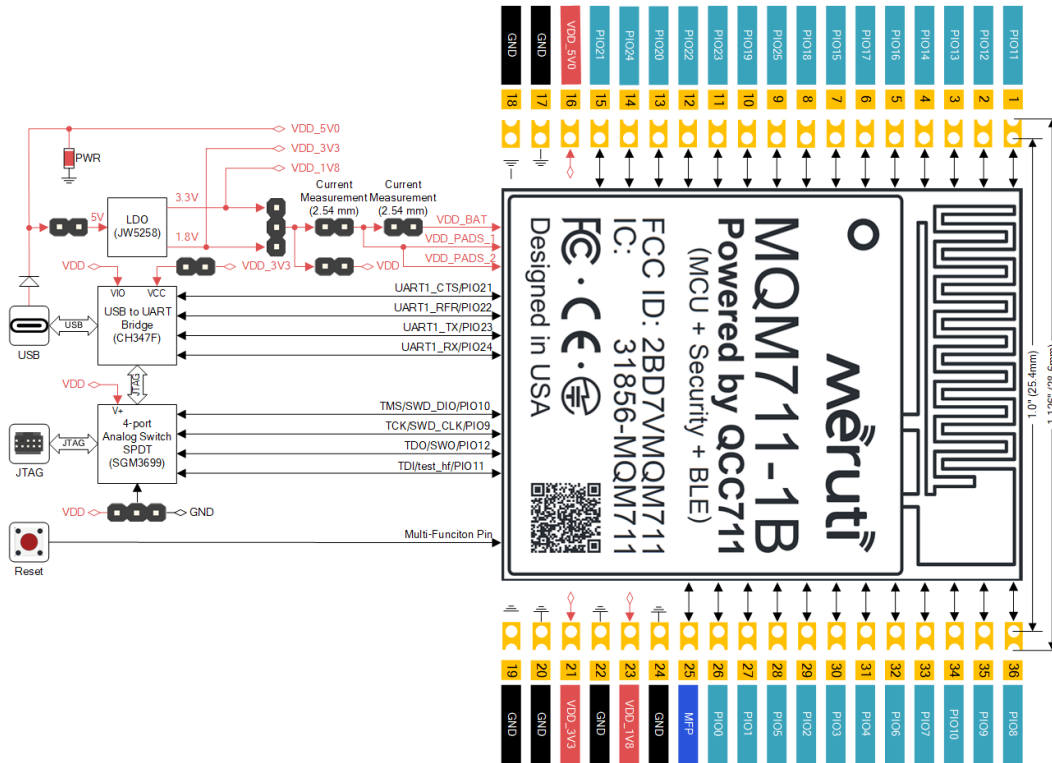 GND
GND
VDD_5V0
PIO21
PIO24
PIO20
PIO22
PIO23
PIO19
PIO25
PIO18
PIO15
PIO17
PIO16
PIO14
PIO13
PIO12
PIO11
18
17
16
15
14
13
12
11
10
9
8
7
6
5
4
3
2
1
VDD_5V0
VDD_3V3
VDD_1V8
PWR
Current
Measurement
(2.54 mm)
Current
Measurement
(2.54 mm)
5V
LDO
(JW5258)
3.3V
1.8V
VDD_BAT
VDD_PADS_1
VDD_PADS_2
VDD
VDD_3V3
VDD
VIO
VCC
USB to UART
Bridge
(CH347F)
USB
USB
UART1_CTS/PIO21
UART1_RFR/PIO22
UART1_TX/PIO23
UART1_RX/PIO24
JTAG
VDD
V+
4-port
Analog Switch
SPDT
(SGM3699)
JTAG
JTAG
TMS/SWD_DIO/PIO10
TCK/SWD_CLK/PIO9
TDO/SWO/PIO12
TDI/test_hf/PIO11
VDD
GND
Multi-Funciton Pin
Reset
meruti
MQM711-1B
Powered by QCC711
(MCU + Security + BLE)
FCC ID: 2BD7VMQM711
IC: 31856-MQM711
FC · CE ·
Designed in USA
1.0" (25.4mm)
1.126" (28.6mm)
19
20
21
22
23
24
25
26
27
28
29
30
31
32
33
34
35
36
GND
GND
VDD_3V3
GND
VDD_1V8
GND
MFP
PIO0
PIO1
PIO5
PIO2
PIO3
PIO4
PIO6
PIO7
PIO10
PIO9
PIO8